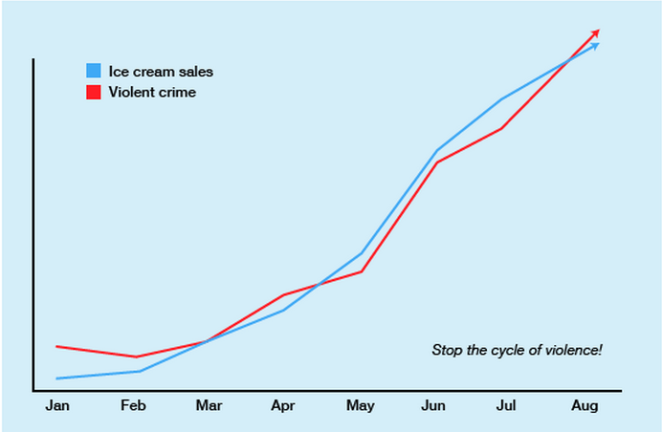 Ice cream sales
Violent crime
Stop the cycle of violence!
Jan Feb Mar Apr May Jun Jul Aug